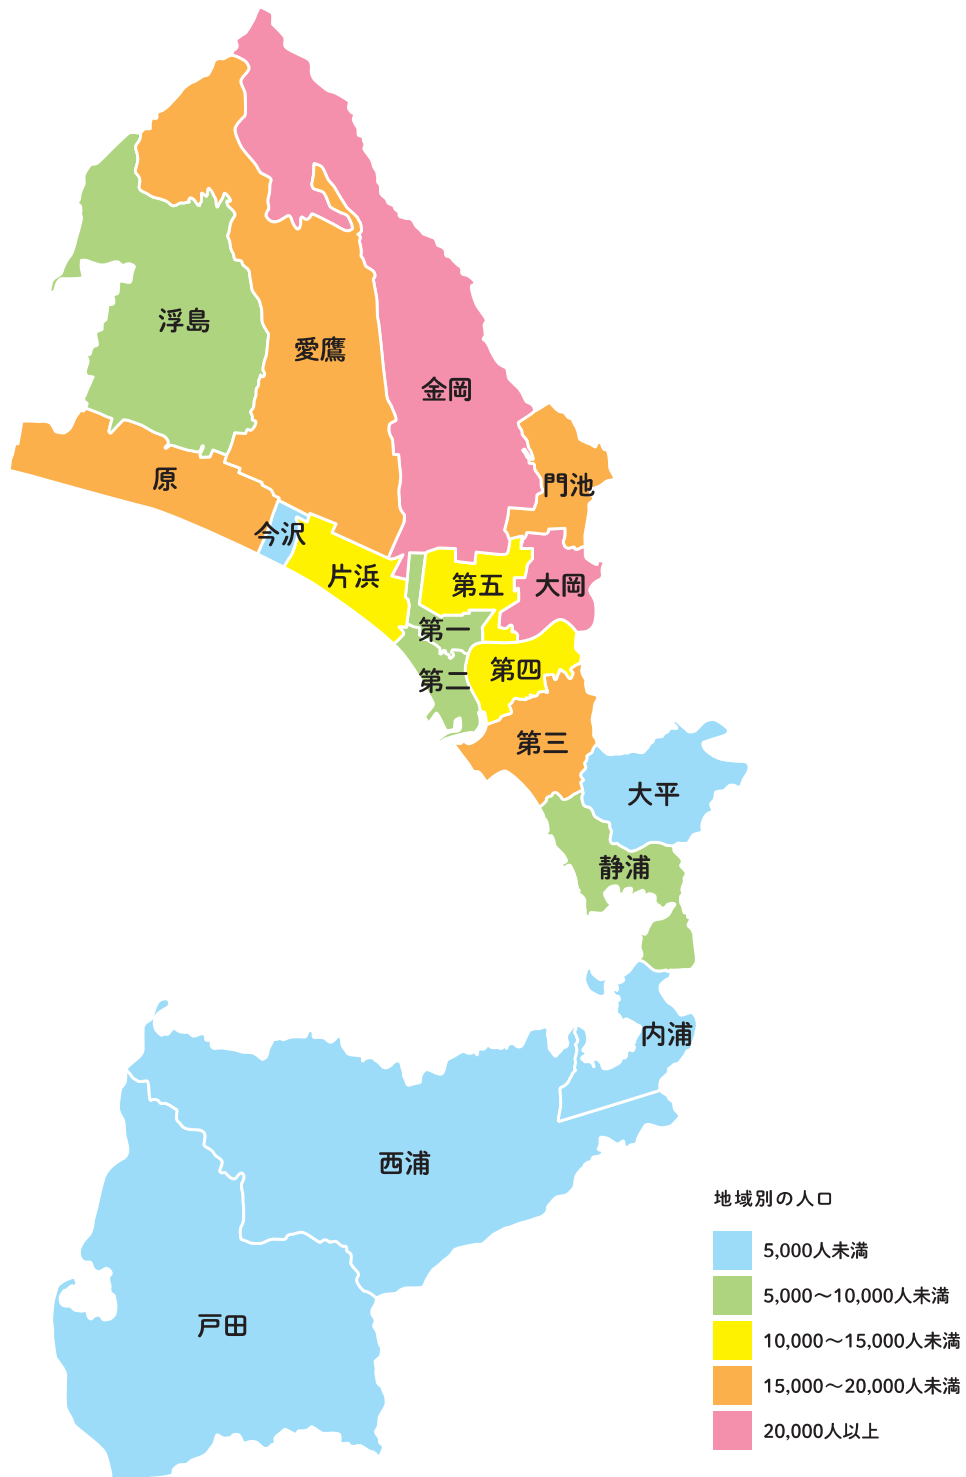 浮島
愛鷹
金岡
原
門池
今沢
片浜
第五
大岡
第一
第四
第二
第三
大平
静浦
内浦
西浦
戸田
地域別の人口
5,000人未満
5,000〜10,000人未満
10,000〜15,000人未満
15,000〜20,000人未満
20,000人以上